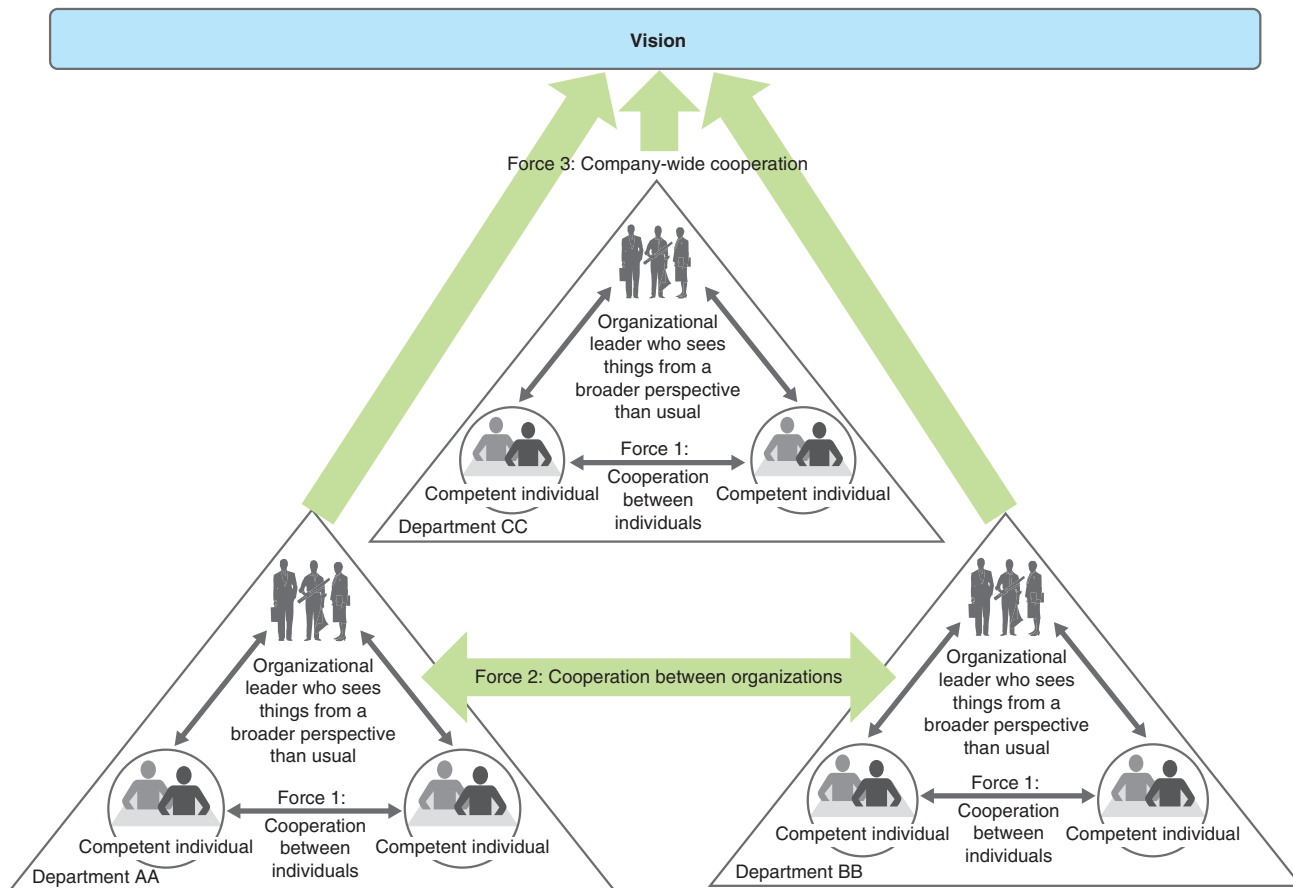 Vision
Force 3: Company-wide cooperation
Organizational
leader who sees
things from a
broader perspective
than usual
Force 1:
Cooperation
between
individuals
Competent individual
Competent individual
Department CC
Force 2: Cooperation between organizations
Organizational
leader who sees
things from a
broader perspective
than usual
Force 1:
Cooperation
between
individuals
Competent individual
Competent individual
Department AA
Organizational
leader who sees
things from a
broader perspective
than usual
Force 1:
Cooperation
between
individuals
Competent individual
Competent individual
Department BB